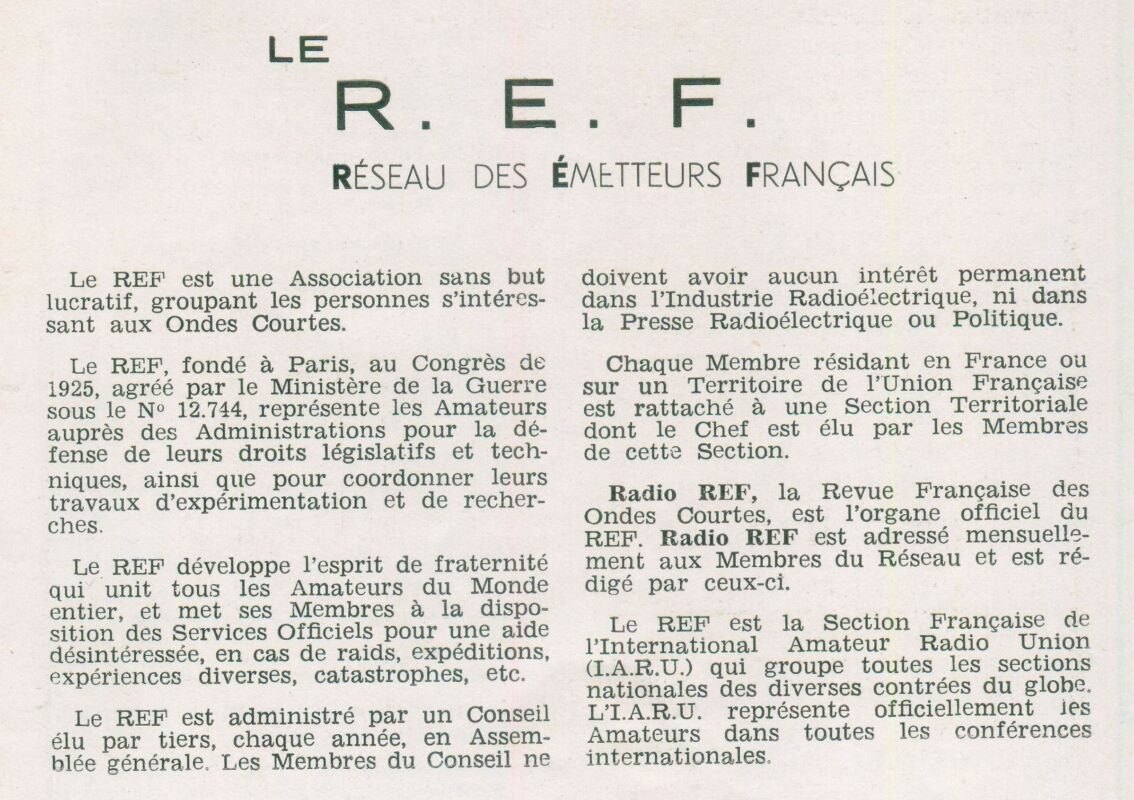 LE
R. E. F.
RÉSEAU DES ÉMETTEURS FRANÇAIS
Le REF est une Association sans but
lucratif, groupant les personnes s'intéres-
sant aux Ondes Courtes.
Le REF, fondé à Paris, au Congrès de
1925, agréé par le Ministère de la Guerre
sous le Nº 12.744, représente les Amateurs
auprès des Administrations pour la dé-
fense de leurs droits législatifs et tech-
niques, ainsi que pour coordonner leurs
travaux d'expérimentation et de recher-
ches.
Le REF développe l'esprit de fraternité
qui unit tous les Amateurs du Monde
entier, et met ses Membres à la dispo-
sition des Services Officiels pour une aide
désintéressée, en cas de raids, expéditions,
expériences diverses, catastrophes, etc.
Le REF est administré par un Conseil
élu par tiers, chaque année, en Assem-
blée générale. Les Membres du Conseil ne
doivent avoir aucun intérêt permanent
dans l'Industrie Radioélectrique, ni dans
la Presse Radioélectrique ou Politique.
Chaque Membre résidant en France ou
sur un Territoire de l'Union Française
est rattaché à une Section Territoriale
dont le Chef est élu par les Membres
de cette Section.
Radio REF, la Revue Française des
Ondes Courtes, est l'organe officiel du
REF. Radio REF est adressé mensuelle-
ment aux Membres du Réseau et est ré-
digé par ceux-ci.
Le REF est la Section Française de
l'International Amateur Radio Union
(I.A.R.U.) qui groupe toutes les sections
nationales des diverses contrées du globe.
L'I.A.R.U. représente officiellement les
Amateurs dans toutes les conférences
internationales.